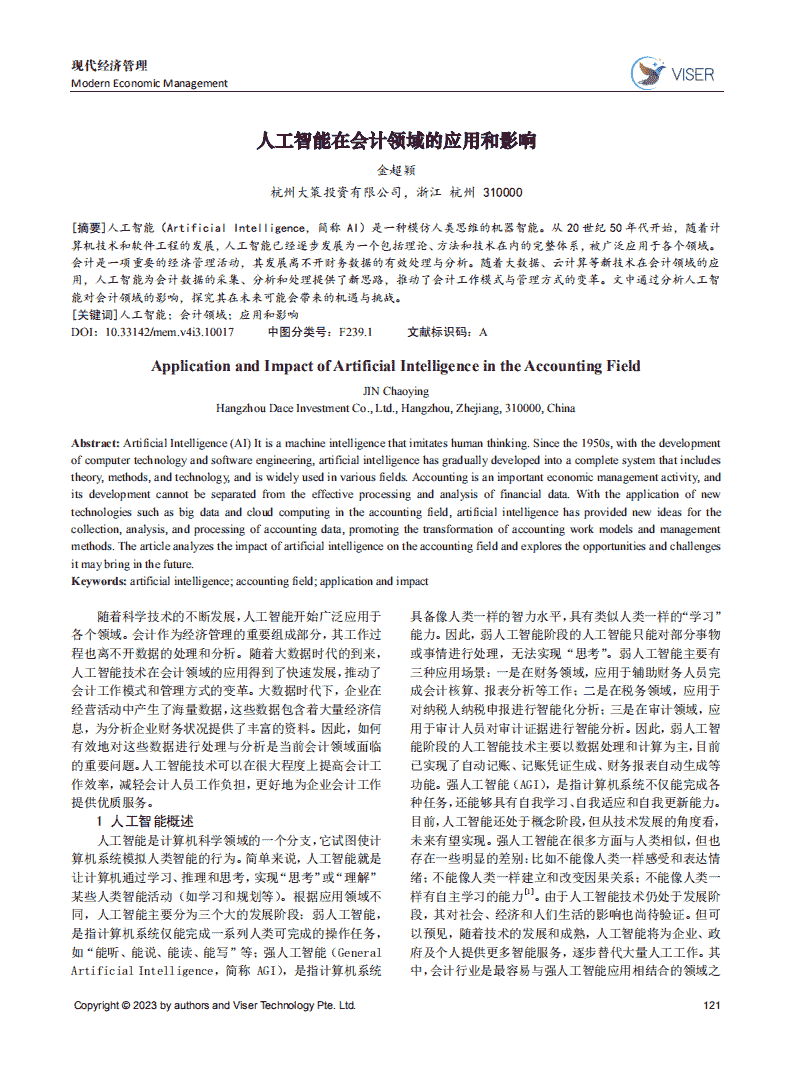 现代经济管理
Modern Economic Management
VISER
人工智能在会计领域的应用和影响
金超颖
杭州大策投资有限公司，浙江 杭州 310000
[摘要]人工智能（Artificial Intelligence，简称 AI）是一种模仿人类思维的机器智能。从 20 世纪 50 年代开始，随着计
算机技术和软件工程的发展，人工智能已经逐步发展为一个包括理论、方法和技术在内的完整体系，被广泛应用于各个领域。
会计是一项重要的经济管理活动，其发展离不开财务数据的有效处理与分析。随着大数据、云计算等新技术在会计领域的应
用，人工智能为会计数据的采集、分析和处理提供了新思路，推动了会计工作模式与管理方式的变革。文中通过分析人工智
能对会计领域的影响，探究其在未来可能会带来的机遇与挑战。
[关键词]人工智能；会计领域；应用和影响
DOI：10.33142/mem.v4i3.10017 中图分类号：F239.1 文献标识码：A
Application and Impact of Artificial Intelligence in the Accounting Field
JIN Chaoying
Hangzhou Dace Investment Co., Ltd., Hangzhou, Zhejiang, 310000, China
Abstract: Artificial Intelligence (AI) It is a machine intelligence that imitates human thinking. Since the 1950s, with the development
of computer technology and software engineering, artificial intelligence has gradually developed into a complete system that includes
theory, methods, and technology, and is widely used in various fields. Accounting is an important economic management activity, and
its development cannot be separated from the effective processing and analysis of financial data. With the application of new
technologies such as big data and cloud computing in the accounting field, artificial intelligence has provided new ideas for the
collection, analysis, and processing of accounting data, promoting the transformation of accounting work models and management
methods. The article analyzes the impact of artificial intelligence on the accounting field and explores the opportunities and challenges
it may bring in the future.
Keywords: artificial intelligence; accounting field; application and impact
随着科学技术的不断发展，人工智能开始广泛应用于
各个领域。会计作为经济管理的重要组成部分，其工作过
程也离不开数据的处理和分析。随着大数据时代的到来，
人工智能技术在会计领域的应用得到了快速发展，推动了
会计工作模式和管理方式的变革。大数据时代下，企业在
经营活动中产生了海量数据，这些数据包含着大量经济信
息，为分析企业财务状况提供了丰富的资料。因此，如何
有效地对这些数据进行处理与分析是当前会计领域面临
的重要问题。人工智能技术可以在很大程度上提高会计工
作效率，减轻会计人员工作负担，更好地为企业会计工作
提供优质服务。
1 人工智能概述
人工智能是计算机科学领域的一个分支，它试图使计
算机系统模拟人类智能的行为。简单来说，人工智能就是
让计算机通过学习、推理和思考，实现“思考”或“理解”
某些人类智能活动（如学习和规划等）。根据应用领域不
同，人工智能主要分为三个大的发展阶段：弱人工智能，
是指计算机系统仅能完成一系列人类可完成的操作任务，
如“能听、能说、能读、能写”等；强人工智能（General
Artificial Intelligence，简称 AGI），是指计算机系统
具备像人类一样的智力水平，具有类似人类一样的“学习”
能力。因此，弱人工智能阶段的人工智能只能对部分事物
或事情进行处理，无法实现“思考”。弱人工智能主要有
三种应用场景：一是在财务领域，应用于辅助财务人员完
成会计核算、报表分析等工作；二是在税务领域，应用于
对纳税人纳税申报进行智能化分析；三是在审计领域，应
用于审计人员对审计证据进行智能分析。因此，弱人工智
能阶段的人工智能技术主要以数据处理和计算为主，目前
已实现了自动记账、记账凭证生成、财务报表自动生成等
功能。强人工智能（AGI），是指计算机系统不仅能完成各
种任务，还能够具有自我学习、自我适应和自我更新能力。
目前，人工智能还处于概念阶段，但从技术发展的角度看，
未来有望实现。强人工智能在很多方面与人类相似，但也
存在一些明显的差别：比如不能像人类一样感受和表达情
绪；不能像人类一样建立和改变因果关系；不能像人类一
样有自主学习的能力[1]。由于人工智能技术仍处于发展阶
段，其对社会、经济和人们生活的影响也尚待验证。但可
以预见，随着技术的发展和成熟，人工智能将为企业、政
府及个人提供更多智能服务，逐步替代大量人工工作。其
中，会计行业是最容易与强人工智能应用相结合的领域之
Copyright © 2023 by authors and Viser Technology Pte. Ltd.
121